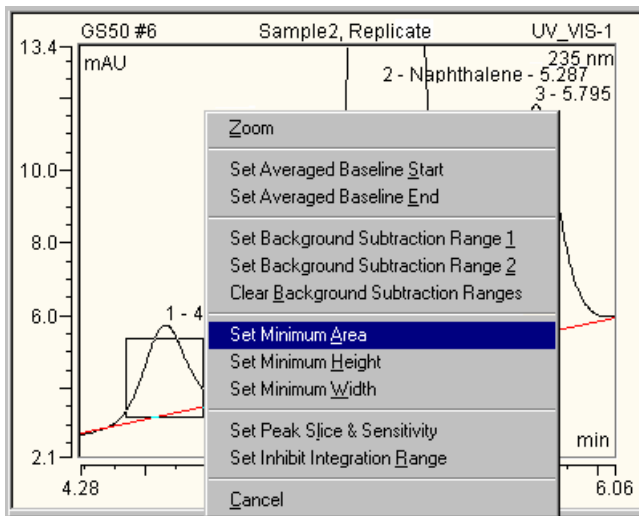 GS50 #6 Sample2, Replicate UV_VIS-1
13.4
mAU
235 nm
2 - Naphthalene - 5.287
3 - 5.795
Zoom
Set Averaged Baseline Start
Set Averaged Baseline End
Set Background Subtraction Range 1
Set Background Subtraction Range 2
Clear Background Subtraction Ranges
Set Minimum Area
Set Minimum Height
Set Minimum Width
Set Peak Slice & Sensitivity
Set Inhibit Integration Range
Cancel
10.0
8.0
6.0
1 - 4
2.1
min
4.28
6.06